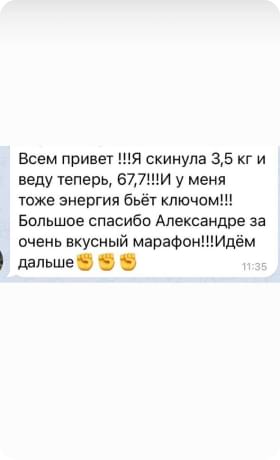 Всем привет !!!Я скинула 3,5 кг и
веду теперь, 67,7!!!И у меня
тоже энергия бьёт ключом!!!
Большое спасибо Александре за
очень вкусный марафон!!!Идём
дальше✊✊✊
11:35